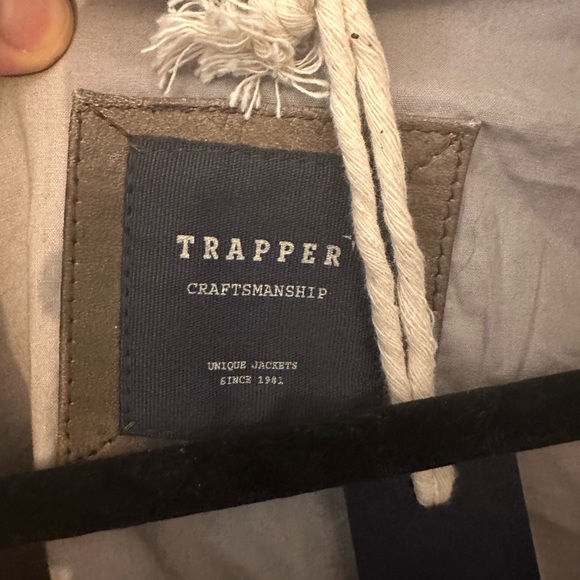 TRAPPER
CRAFTSMANSHIP
UNIQUE JACKETS
SINCE 1981